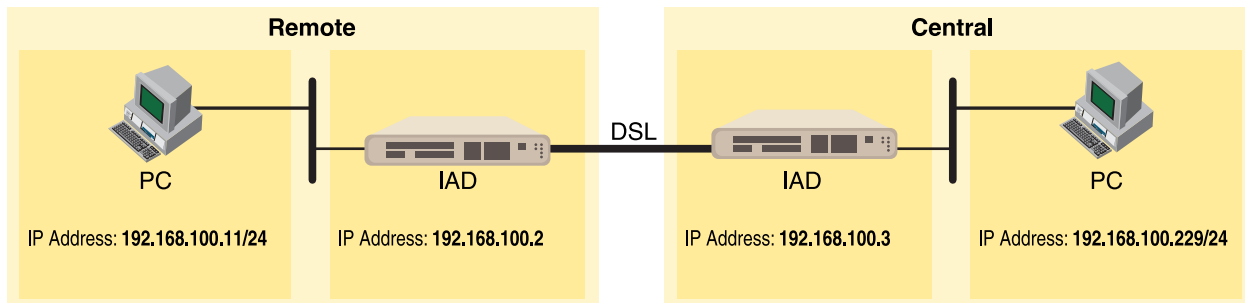 Remote
Central
DSL
PC
IAD
IAD
PC
IP Address: 192.168.100.11/24
IP Address: 192.168.100.2
IP Address: 192.168.100.3
IP Address: 192.168.100.229/24